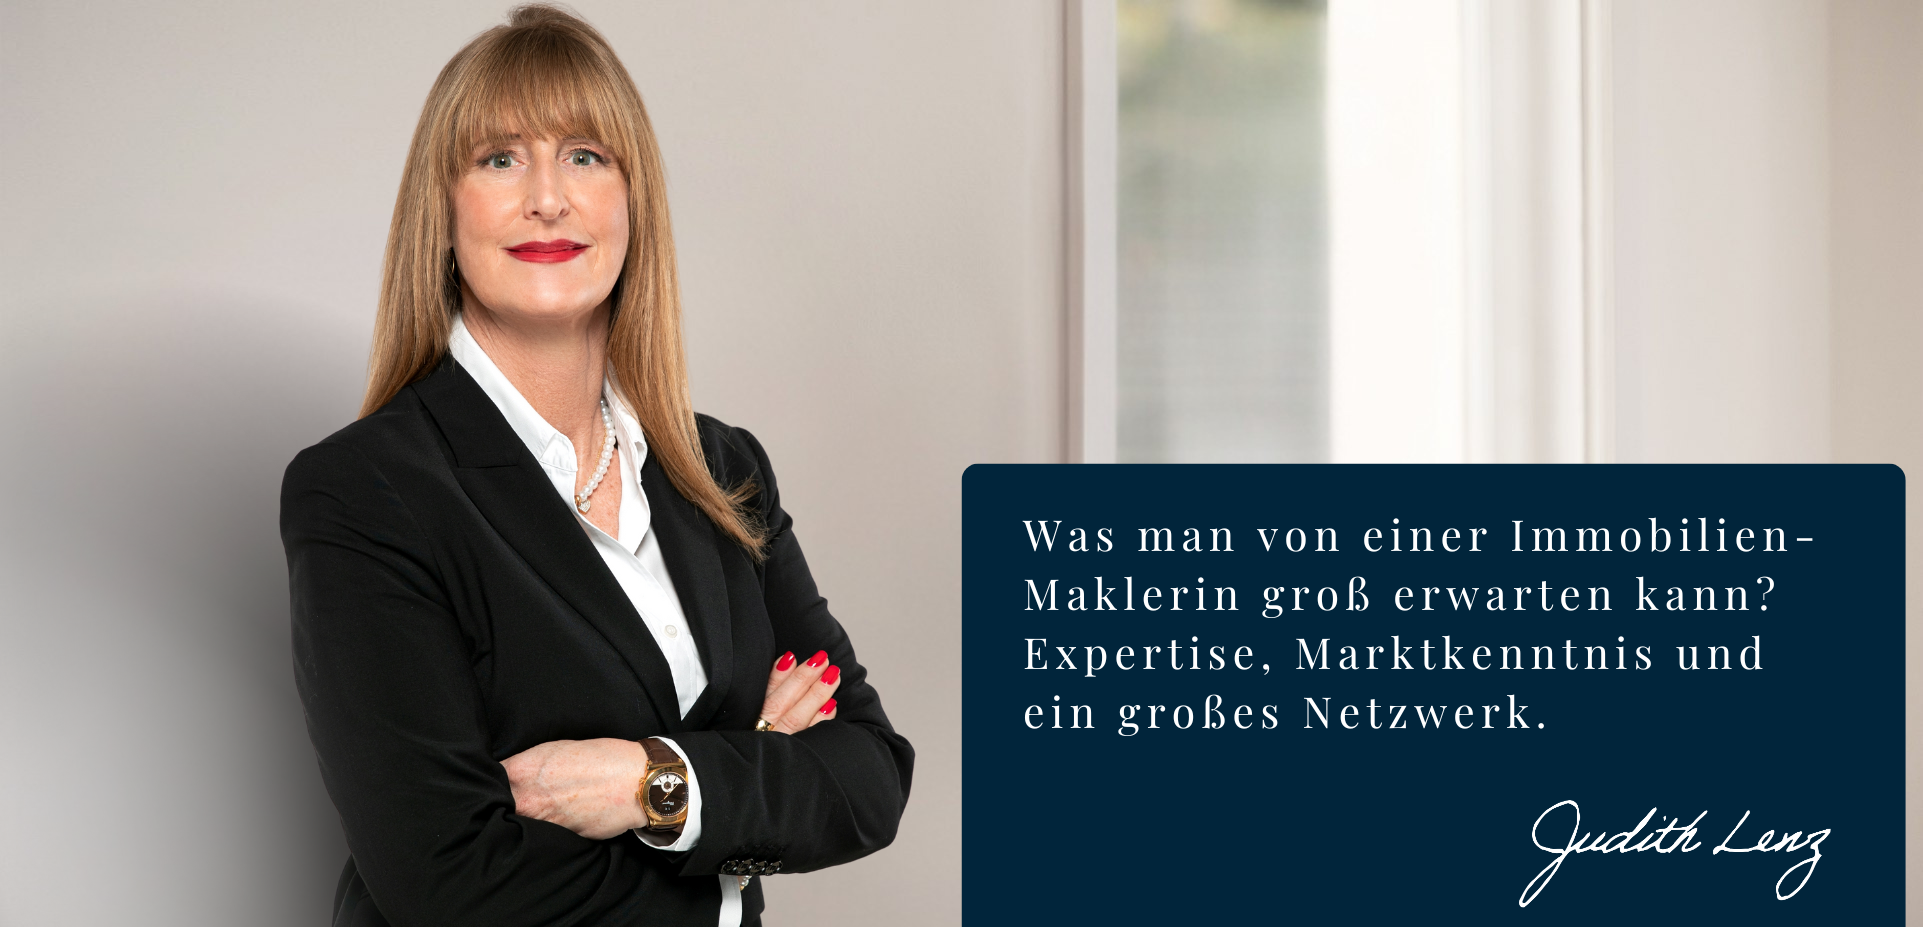 Was man von einer Immobilien-
Maklerin groß erwarten kann?
Expertise, Marktkenntnis und
ein großes Netzwerk.
Judith Lenz